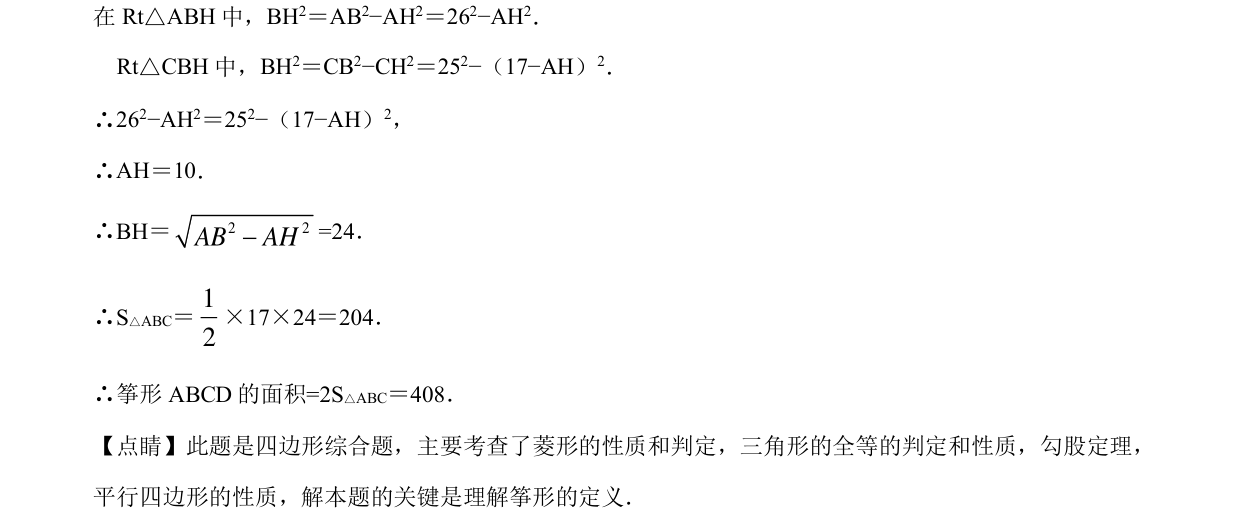 在 Rt△ABH 中，BH²＝AB²−AH²＝26²−AH²．
Rt△CBH 中，BH²＝CB²−CH²＝25²−（17−AH）²．
∴26²−AH²＝25²−（17−AH）²，
∴AH＝10．
∴BH＝√(AB²−AH²) =24．
∴S△ABC＝1/2×17×24＝204．
∴筝形 ABCD 的面积=2S△ABC＝408．
【点睛】此题是四边形综合题，主要考查了菱形的性质和判定，三角形的全等的判定和性质，勾股定理，
平行四边形的性质，解本题的关键是理解筝形的定义．